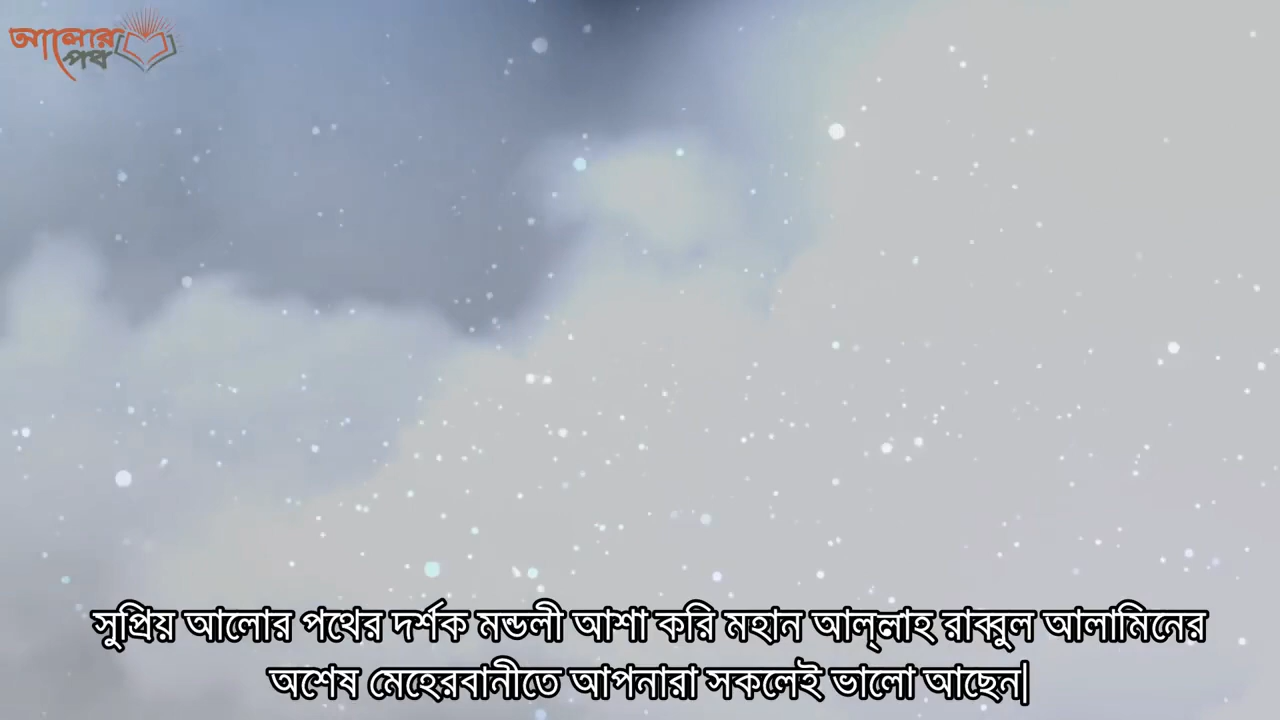 আলোর
পথ
সুপ্রিয় আলোর পথের দর্শক মন্ডলী আশা করি মহান আল্লাহ রাব্বুল আলামিনের
অশেষ মেহেরবানীতে আপনারা সকলেই ভালো আছেন|